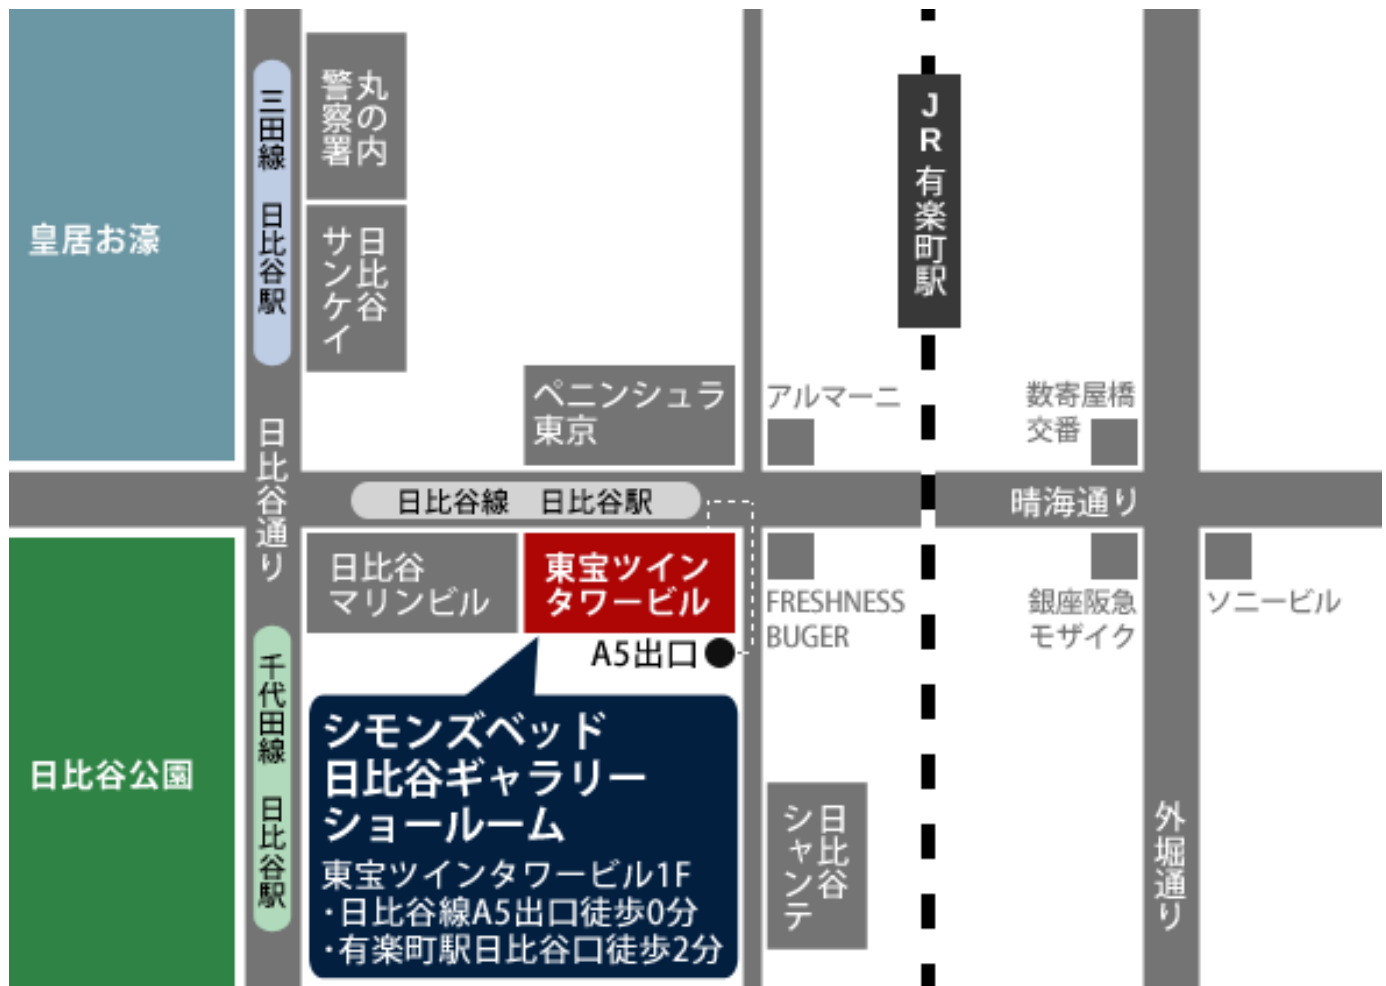 皇居お濠
三田線 日比谷駅
丸の内
警察署
日比谷
サンケイ
JR有楽町駅
ペニンシュラ
東京
アルマーニ
数寄屋橋
交番
日比谷通り
日比谷線 日比谷駅
晴海通り
日比谷
マリンビル
東宝ツイン
タワービル
FRESHNESS
BUGER
銀座阪急
モザイク
ソニービル
A5出口
千代田線 日比谷駅
日比谷公園
シモンズベッド
日比谷ギャラリー
ショールーム
東宝ツインタワービル1F
・日比谷線A5出口徒歩0分
・有楽町駅日比谷口徒歩2分
日比谷
シャンテ
外堀通り